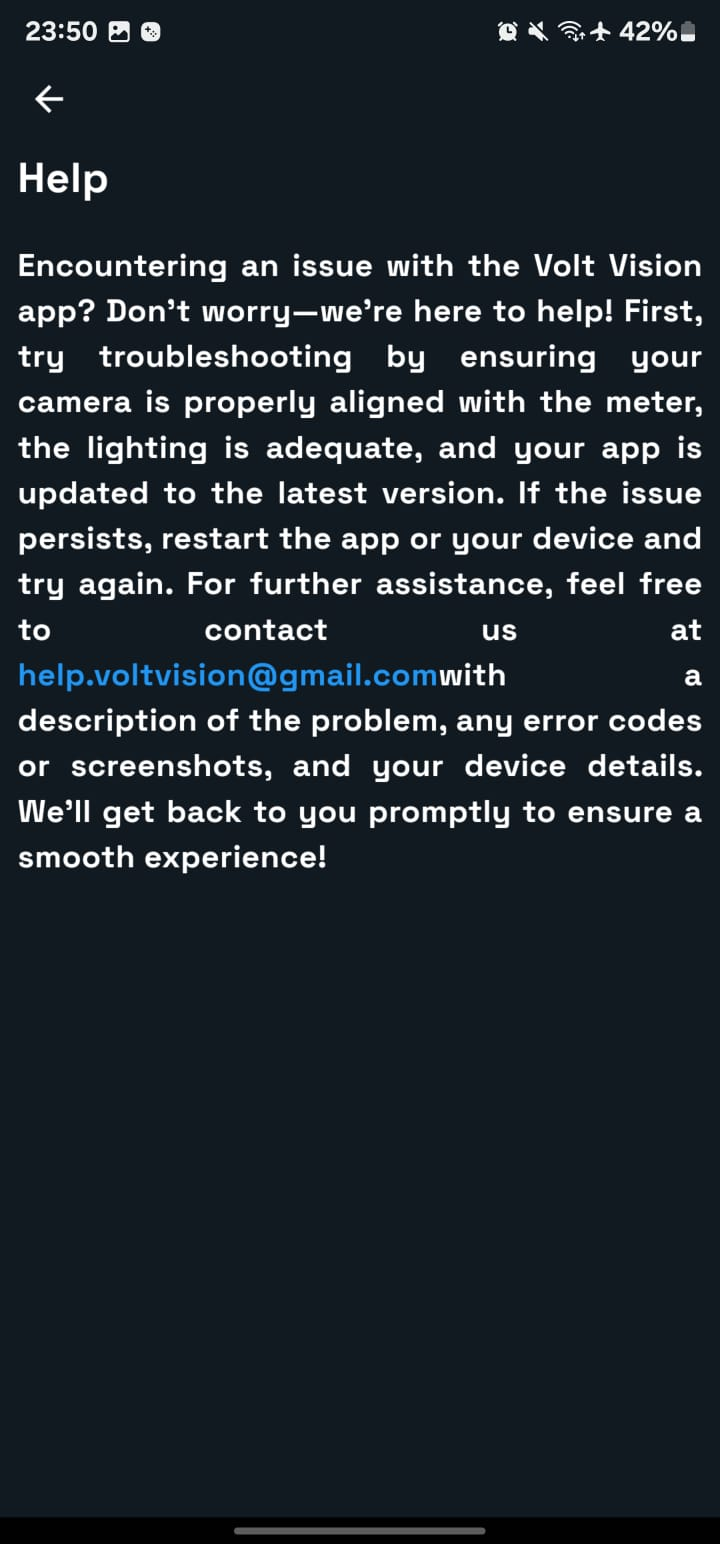 23:50 42%
Help
Encountering an issue with the Volt Vision
app? Don’t worry—we’re here to help! First,
try troubleshooting by ensuring your
camera is properly aligned with the meter,
the lighting is adequate, and your app is
updated to the latest version. If the issue
persists, restart the app or your device and
try again. For further assistance, feel free
to contact us at
help.voltvision@gmail.comwith a
description of the problem, any error codes
or screenshots, and your device details.
We’ll get back to you promptly to ensure a
smooth experience!